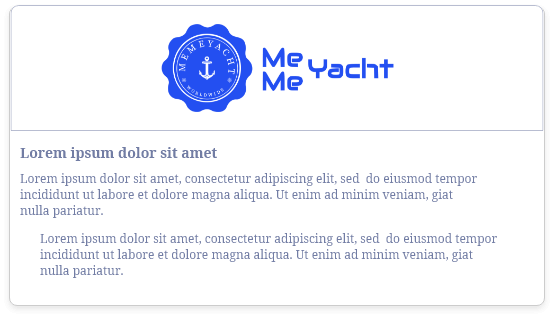 MEMEYACHT
WORLDWIDE
Me
Me Yacht
Lorem ipsum dolor sit amet
Lorem ipsum dolor sit amet, consectetur adipiscing elit, sed  do eiusmod tempor
incididunt ut labore et dolore magna aliqua. Ut enim ad minim veniam, giat
nulla pariatur.
Lorem ipsum dolor sit amet, consectetur adipiscing elit, sed  do eiusmod tempor
incididunt ut labore et dolore magna aliqua. Ut enim ad minim veniam, giat
nulla pariatur.